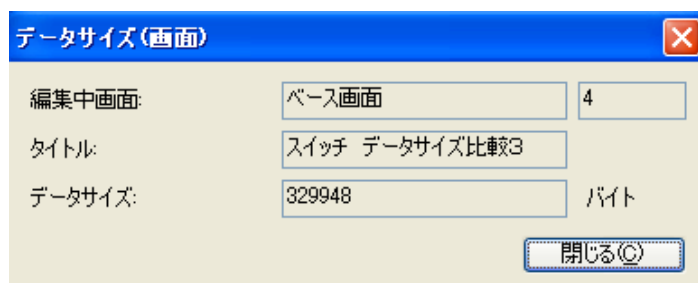 データサイズ(画面)
編集中画面: ベース画面 4
タイトル: スイッチ データサイズ比較3
データサイズ: 329948 バイト
閉じる(C)